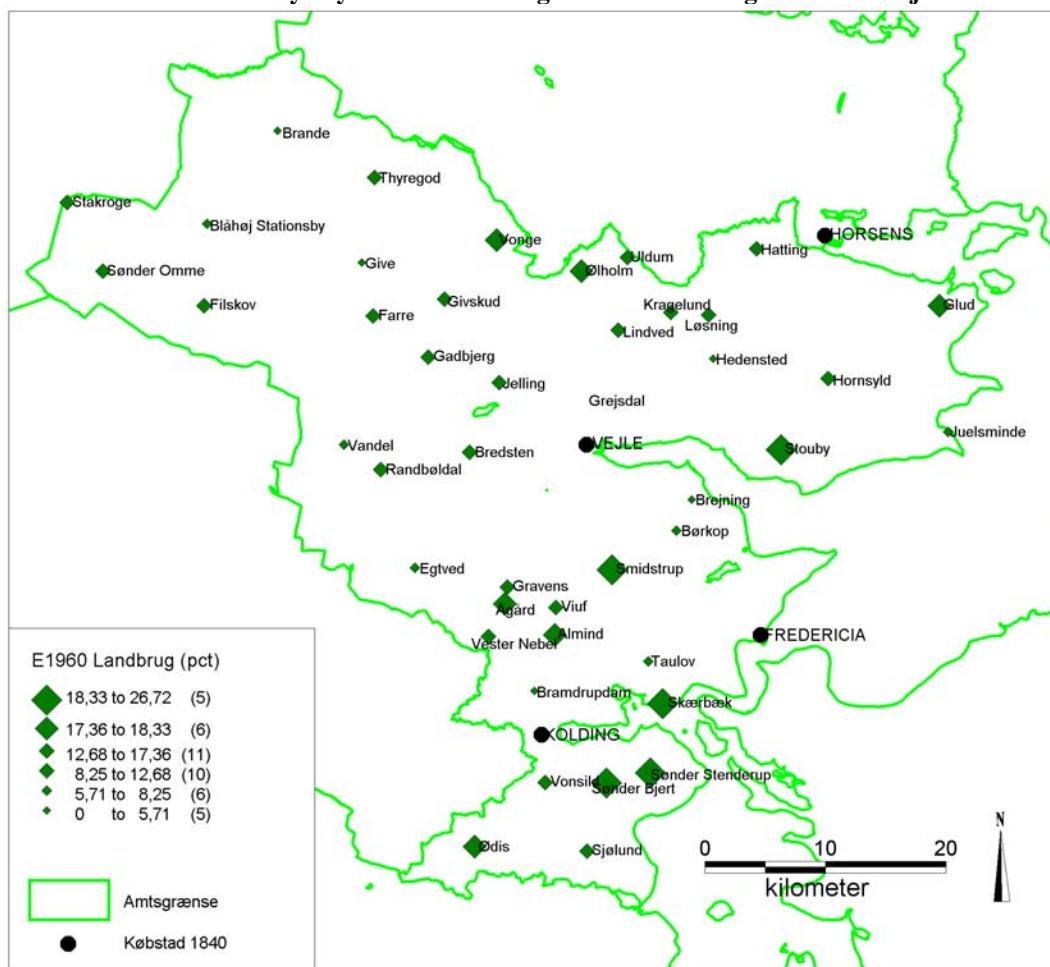 Brande
Thyregod
Stakroge
Blåhøj Stationsby
HORSENS
Vonge
Hatting
Uldum
Give
Sønder Omme
Ølholm
Givskud
Filskov
Glud
Kragelund
Farre
Løsning
Lindved
Gadbjerg
Hedensted
Jelling
Hornsyld
Grejsdal
Juelsminde
Vandel
VEJLE
Stouby
Bredsten
Randbøldal
Brejning
Børkop
Egtved
Smidstrup
Gravens
Ågård
Viuf
Almind
FREDERICIA
Vester Nebel
Taulov
Bramdrupdam
Skærbæk
KOLDING
Sønder Stenderup
Vonsild
Sønder Bjert
Ødis
Sjølund
E1960 Landbrug (pct)
18,33 to 26,72 (5)
17,36 to 18,33 (6)
12,68 to 17,36 (11)
8,25 to 12,68 (10)
5,71 to 8,25 (6)
0 to 5,71 (5)
Amtsgrænse
Købstad 1840
0 10 20
kilometer
N